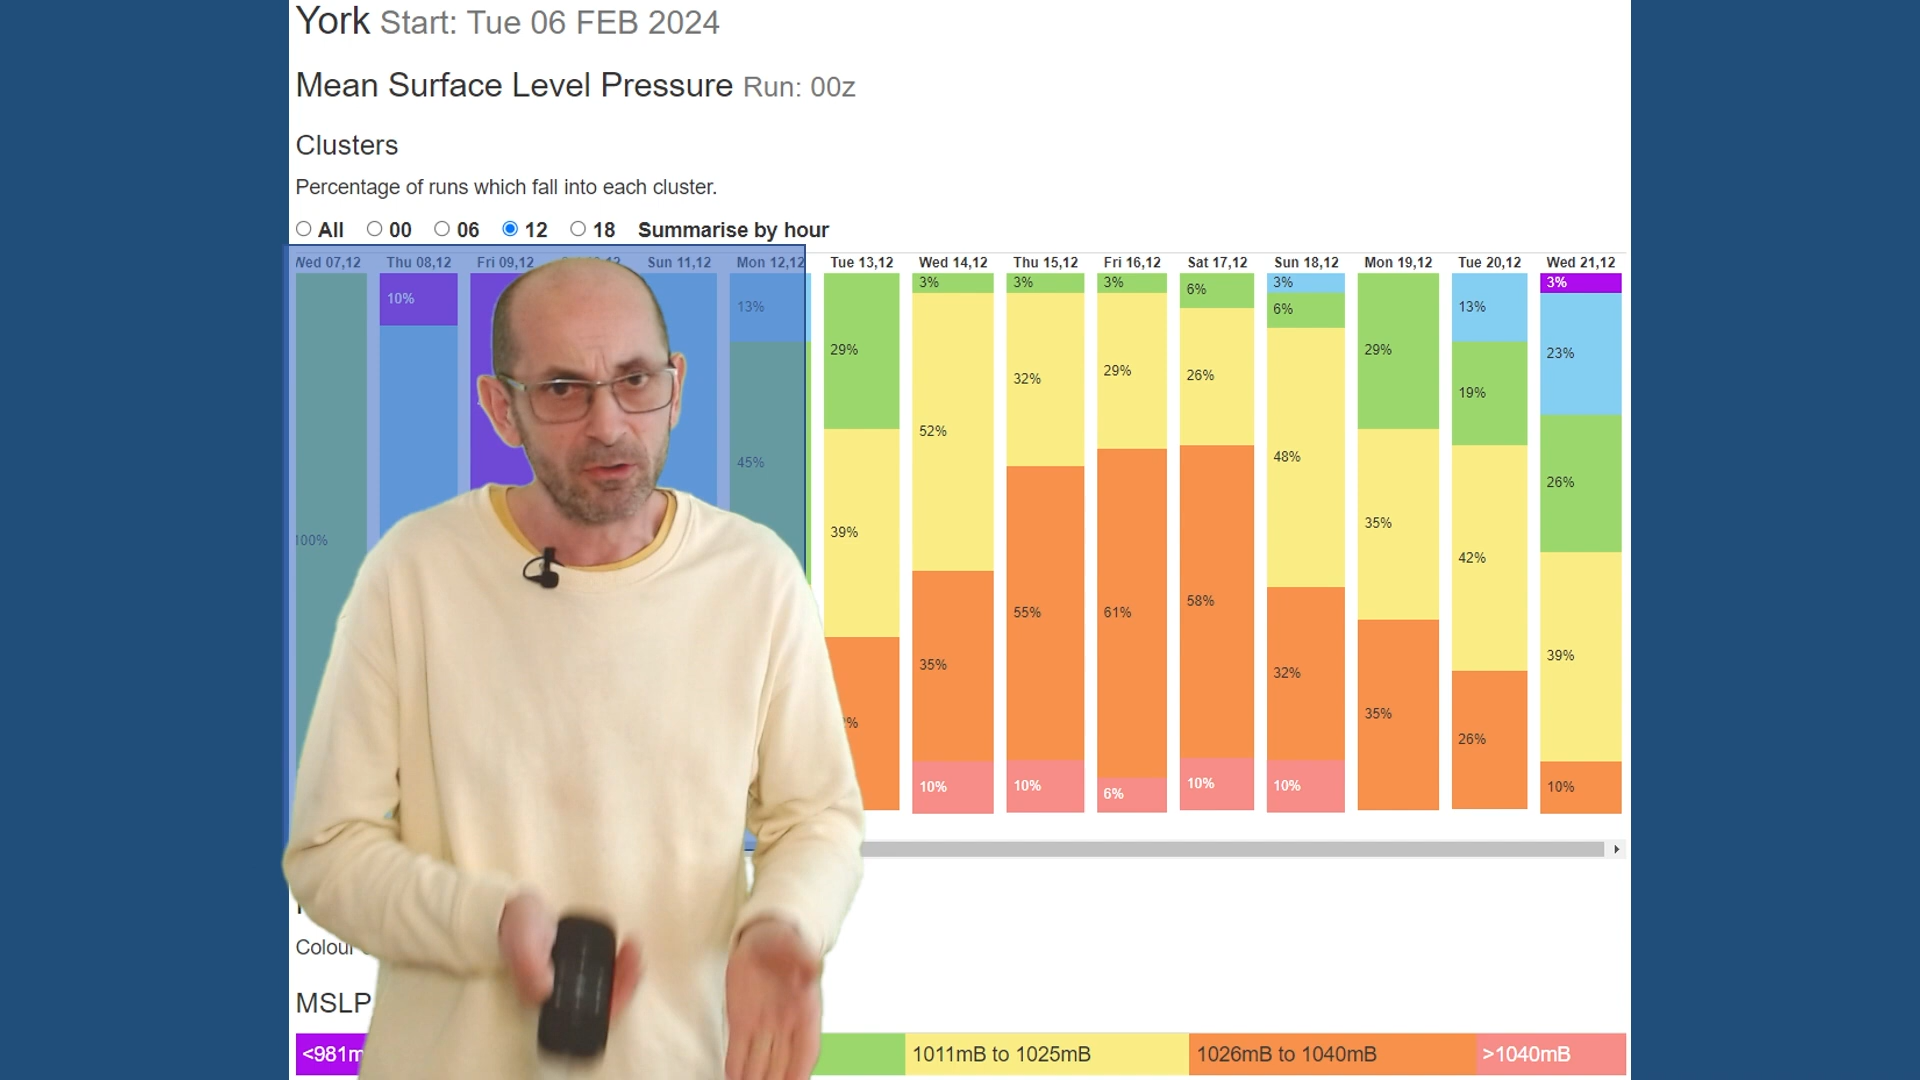 York Start: Tue 06 FEB 2024
Mean Surface Level Pressure Run: 00z
Clusters
Percentage of runs which fall into each cluster.
All 00 06 12 18 Summarise by hour
Wed 07,12 Thu 08,12 Fri 09,12 Sun 11,12 Mon 12,12 Tue 13,12 Wed 14,12 Thu 15,12 Fri 16,12 Sat 17,12 Sun 18,12 Mon 19,12 Tue 20,12 Wed 21,12
3% 3% 3% 6% 3% 3%
10% 13% 6% 13%
29% 32% 29% 26% 29% 19% 23%
45% 52% 48% 26%
100% 39% 35% 42%
55% 61% 58% 39%
35% 32% 35% 26%
10% 10% 6% 10% 10% 10%
Colour
MSLP
<981m 1011mB to 1025mB 1026mB to 1040mB >1040mB